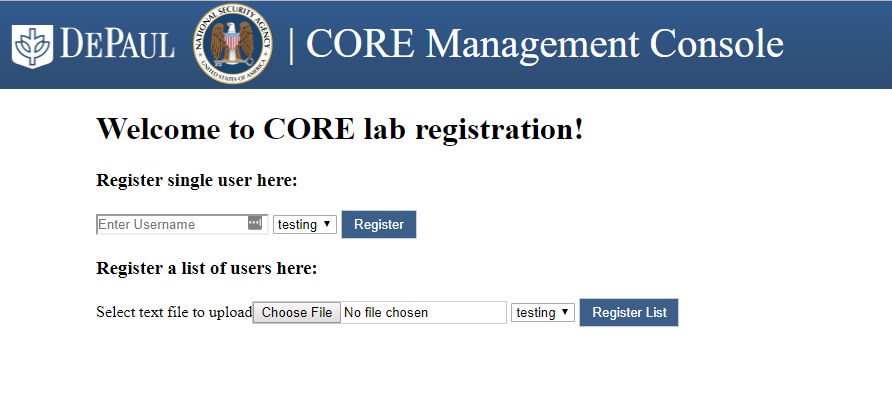 DEPAUL
NATIONAL SECURITY AGENCY
UNITED STATES OF AMERICA
| CORE Management Console
Welcome to CORE lab registration!
Register single user here:
Enter Username testing Register
Register a list of users here:
Select text file to upload Choose File No file chosen testing Register List